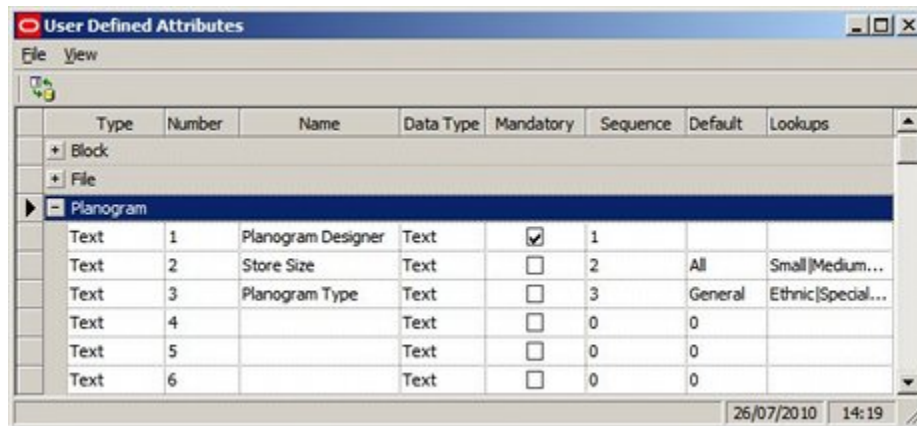 User Defined Attributes
File View
Type Number Name Data Type Mandatory Sequence Default Lookups
Block
File
Planogram
Text 1 Planogram Designer Text 1
Text 2 Store Size Text 2 All Small|Medium...
Text 3 Planogram Type Text 3 General Ethnic|Special...
Text 4 Text 0 0
Text 5 Text 0 0
Text 6 Text 0 0
26/07/2010 14:19